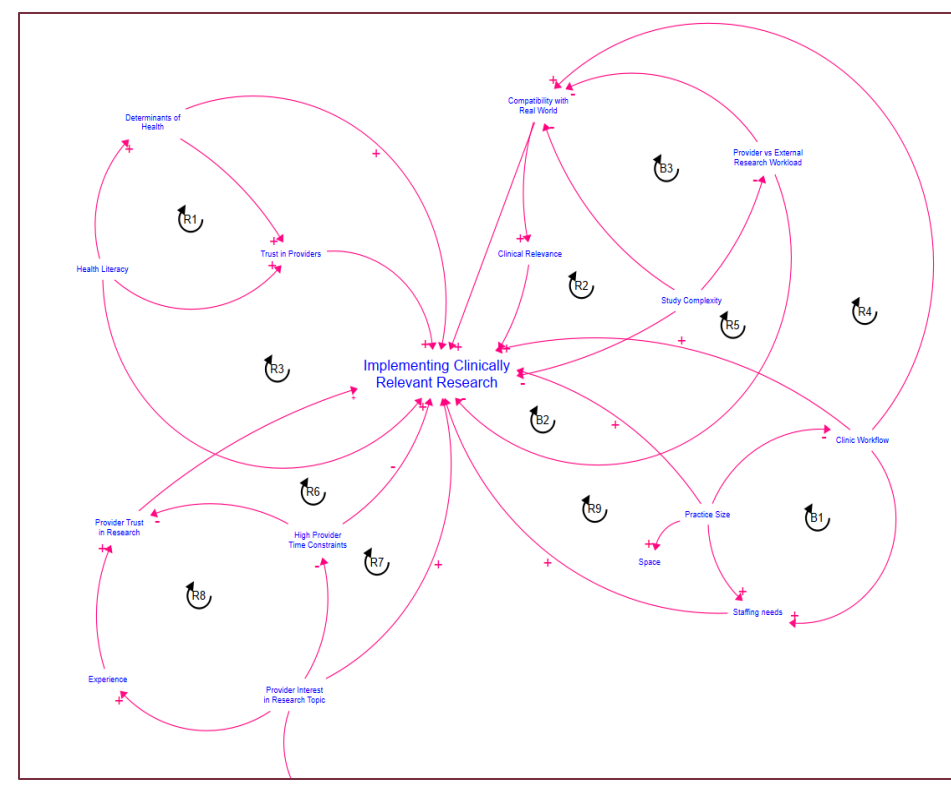 Compatibility with
Real World
+
-
-
Determinants of
Health
+
+
Provider vs External
Research Workload
-
B3
R1
Trust in Providers
+
+
Clinical Relevance
+
Health Literacy
R2
Study Complexity
R4
R5
+
Implementing Clinically
Relevant Research
+
+
+
-
-
+
-
-
R3
B2
+
Clinic Workflow
-
R6
-
R9
Practice Size
B1
Provider Trust
in Research
-
+
High Provider
Time Constraints
-
R7
+
+
Space
+
R8
+
Staffing needs
+
Experience
+
Provider Interest
in Research Topic